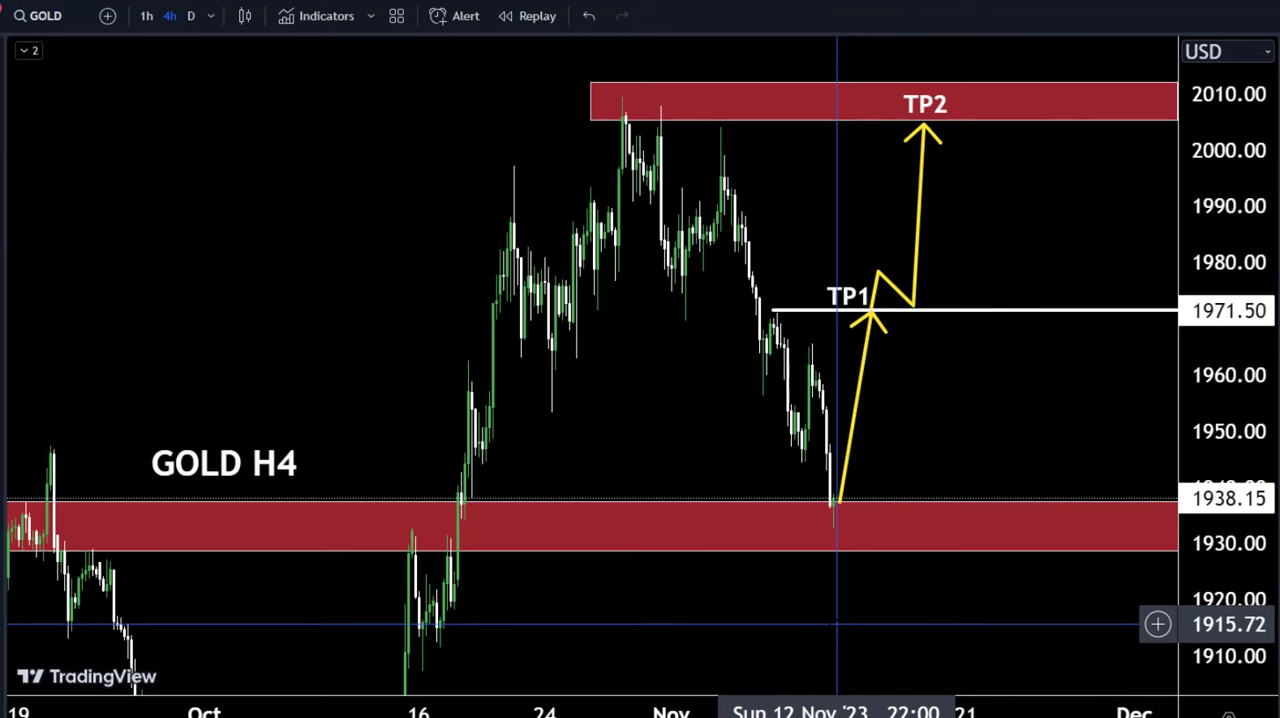 GOLD 1h 4h D Indicators Alert Replay
2
USD
2010.00
TP2
2000.00
1990.00
1980.00
TP1
1971.50
1960.00
1950.00
GOLD H4
1938.15
1930.00
1920.00
1915.72
1910.00
TradingView
19 Oct 16 24 Nov Sun 12 Nov '23 22:00 21 Dec